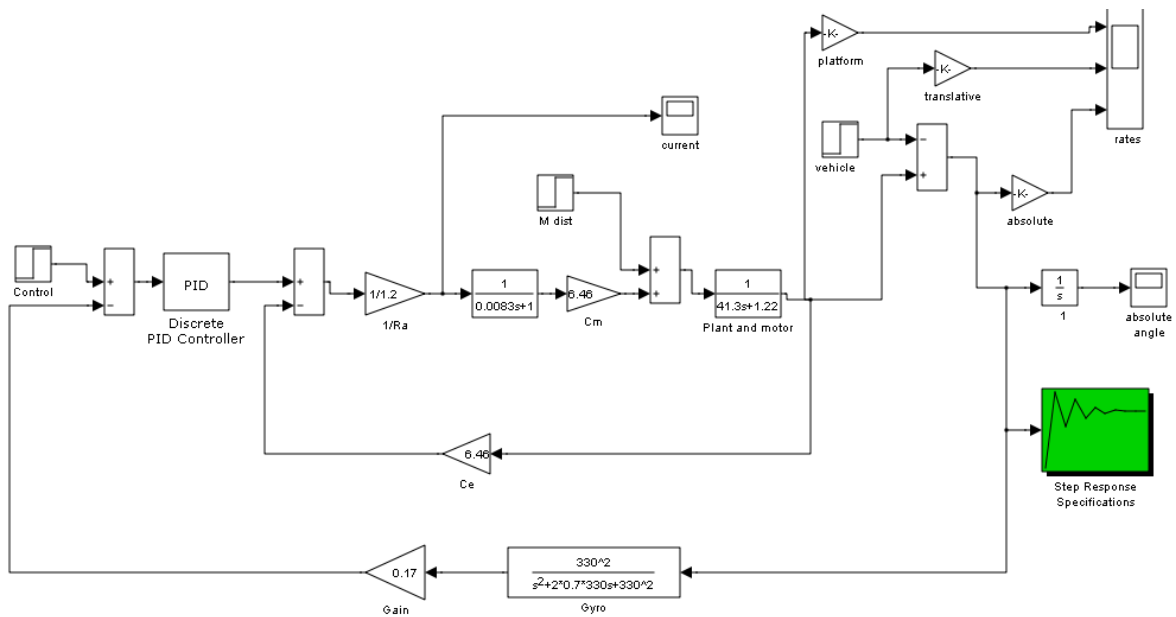 -K-
platform
-K-
translative
rates
current
vehicle
−
+
-K-
absolute
M dist
Control
+
−
PID
Discrete
PID Controller
+
−
1/1.2
1/Ra
1
0.0083s+1
6.46
Cm
+
+
1
41.3s+1.22
Plant and motor
1
s
1
absolute
angle
6.46
Ce
Step Response
Specifications
0.17
Gain
330^2
s²+2*0.7*330s+330^2
Gyro